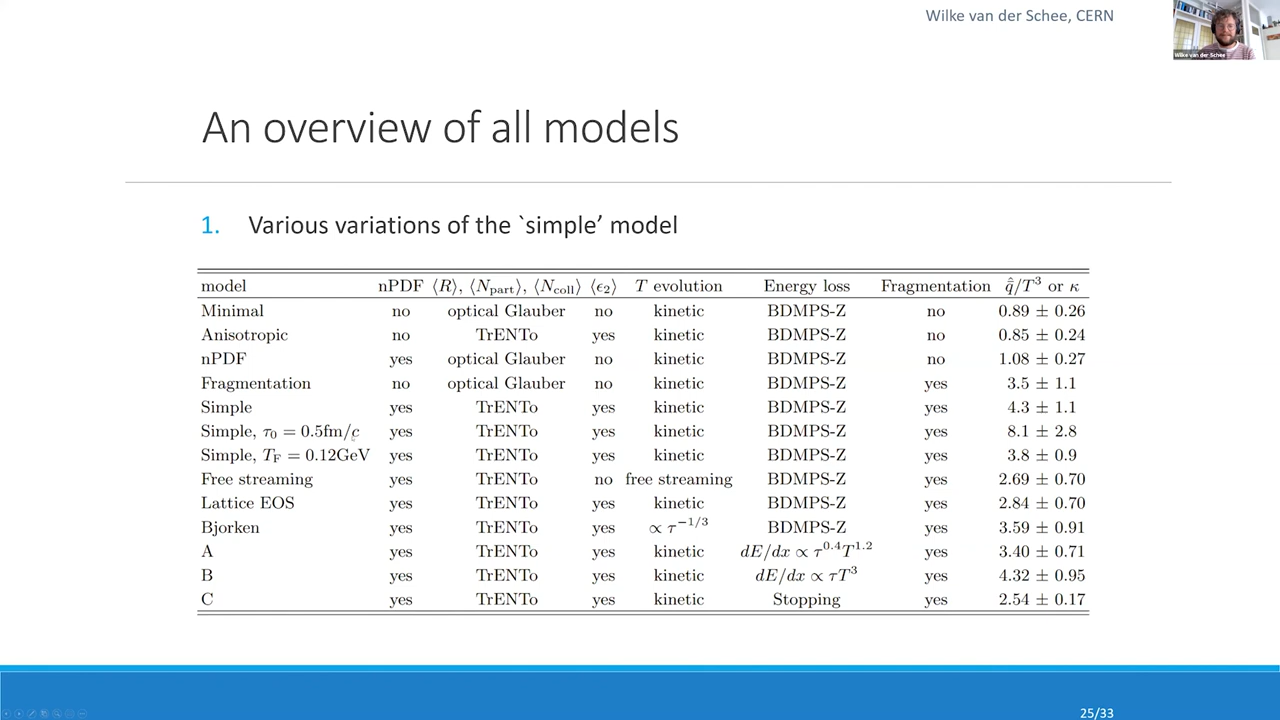 Wilke van der Schee, CERN
Wilke van der Schee
An overview of all models
1. Various variations of the `simple’ model
model nPDF ⟨R⟩, ⟨N_part⟩, ⟨N_coll⟩ ⟨ϵ₂⟩ T evolution Energy loss Fragmentation q̂/T³ or κ
Minimal no optical Glauber no kinetic BDMPS-Z no 0.89 ± 0.26
Anisotropic no TrENTo yes kinetic BDMPS-Z no 0.85 ± 0.24
nPDF yes optical Glauber no kinetic BDMPS-Z no 1.08 ± 0.27
Fragmentation no optical Glauber no kinetic BDMPS-Z yes 3.5 ± 1.1
Simple yes TrENTo yes kinetic BDMPS-Z yes 4.3 ± 1.1
Simple, τ₀ = 0.5fm/c yes TrENTo yes kinetic BDMPS-Z yes 8.1 ± 2.8
Simple, T_F = 0.12GeV yes TrENTo yes kinetic BDMPS-Z yes 3.8 ± 0.9
Free streaming yes TrENTo no free streaming BDMPS-Z yes 2.69 ± 0.70
Lattice EOS yes TrENTo yes kinetic BDMPS-Z yes 2.84 ± 0.70
Bjorken yes TrENTo yes ∝ τ^−1/3 BDMPS-Z yes 3.59 ± 0.91
A yes TrENTo yes kinetic dE/dx ∝ τ^0.4 T^1.2 yes 3.40 ± 0.71
B yes TrENTo yes kinetic dE/dx ∝ τT³ yes 4.32 ± 0.95
C yes TrENTo yes kinetic Stopping yes 2.54 ± 0.17
25/33